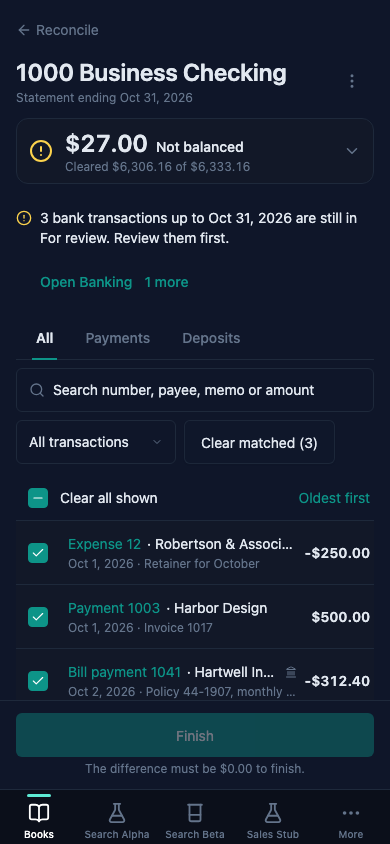 Reconcile
1000 Business Checking
Statement ending Oct 31, 2026
$27.00 Not balanced
Cleared $6,306.16 of $6,333.16
3 bank transactions up to Oct 31, 2026 are still in
For review. Review them first.
Open Banking 1 more
All Payments Deposits
Search number, payee, memo or amount
All transactions Clear matched (3)
Clear all shown Oldest first
Expense 12 · Robertson & Associ... -$250.00
Oct 1, 2026 · Retainer for October
Payment 1003 · Harbor Design $500.00
Oct 1, 2026 · Invoice 1017
Bill payment 1041 · Hartwell In... -$312.40
Oct 2, 2026 · Policy 44-1907, monthly ...
Finish
The difference must be $0.00 to finish.
Books Search Alpha Search Beta Sales Stub More